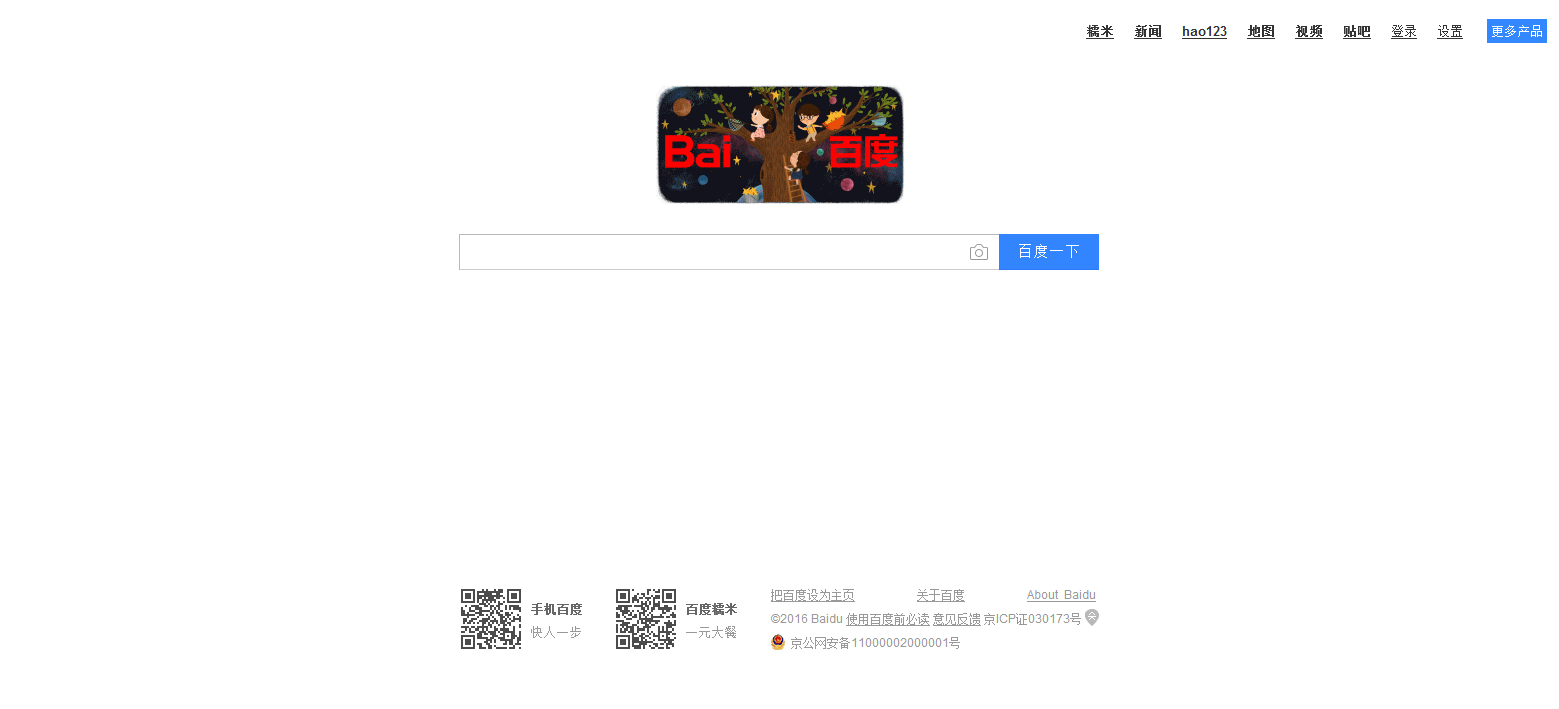 糯米 新闻 hao123 地图 视频 贴吧 登录 设置 更多产品
Bai 百度
百度一下
手机百度
快人一步
百度糯米
一元大餐
把百度设为主页 关于百度 About Baidu
©2016 Baidu 使用百度前必读 意见反馈 京ICP证030173号
京公网安备11000002000001号